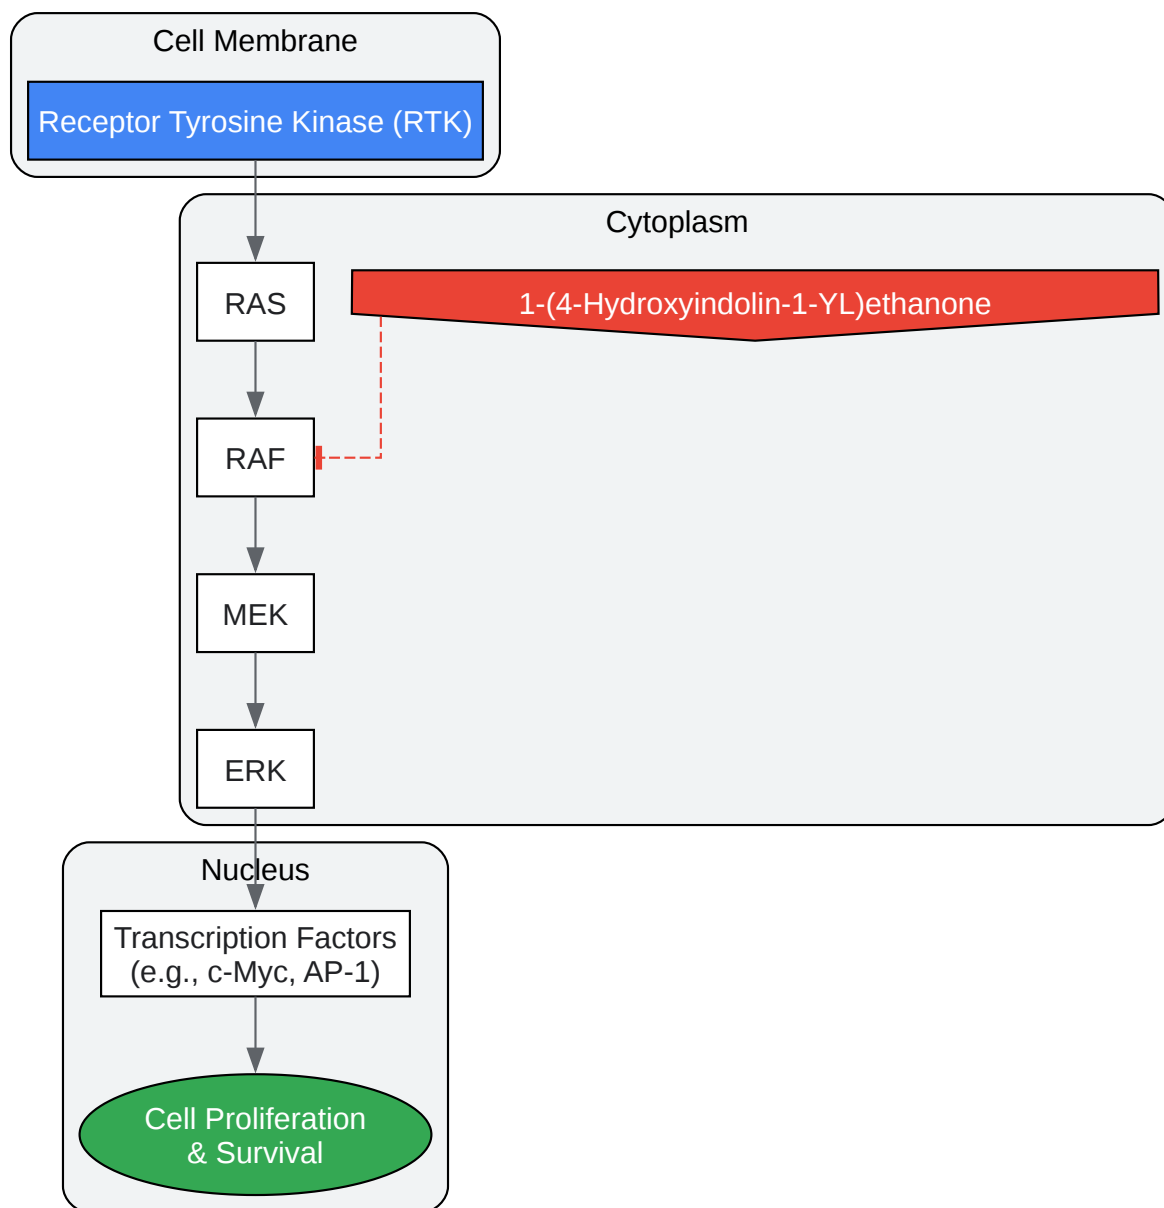 Cell Membrane
Receptor Tyrosine Kinase (RTK)
Cytoplasm
RAS
1-(4-Hydroxyindolin-1-YL)ethanone
RAF
MEK
ERK
Nucleus
Transcription Factors
(e.g., c-Myc, AP-1)
Cell Proliferation
& Survival